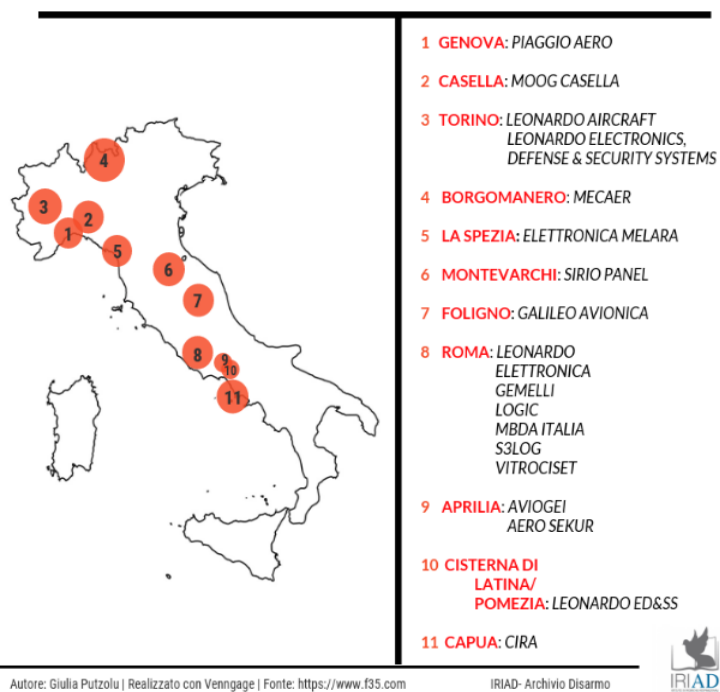 1 GENOVA: PIAGGIO AERO
2 CASELLA: MOOG CASELLA
3 TORINO: LEONARDO AIRCRAFT
LEONARDO ELECTRONICS,
DEFENSE & SECURITY SYSTEMS
4 BORGOMANERO: MECAER
5 LA SPEZIA: ELETTRONICA MELARA
6 MONTEVARCHI: SIRIO PANEL
7 FOLIGNO: GALILEO AVIONICA
8 ROMA: LEONARDO
ELETTRONICA
GEMELLI
LOGIC
MBDA ITALIA
S3LOG
VITROCISET
9 APRILIA: AVIOGEI
AERO SEKUR
10 CISTERNA DI
LATINA/
POMEZIA: LEONARDO ED&SS
11 CAPUA: CIRA
4
3
2
1
5
6
7
8
9
10
11
Autore: Giulia Putzolu | Realizzato con Venngage | Fonte: https://www.f35.com
IRIAD- Archivio Disarmo
IRIAD